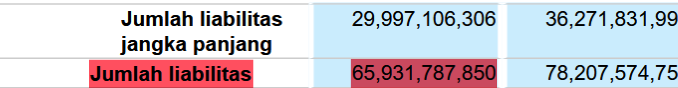 Jumlah liabilitas 29,997,106,306 36,271,831,99
jangka panjang
Jumlah liabilitas 65,931,787,850 78,207,574,75